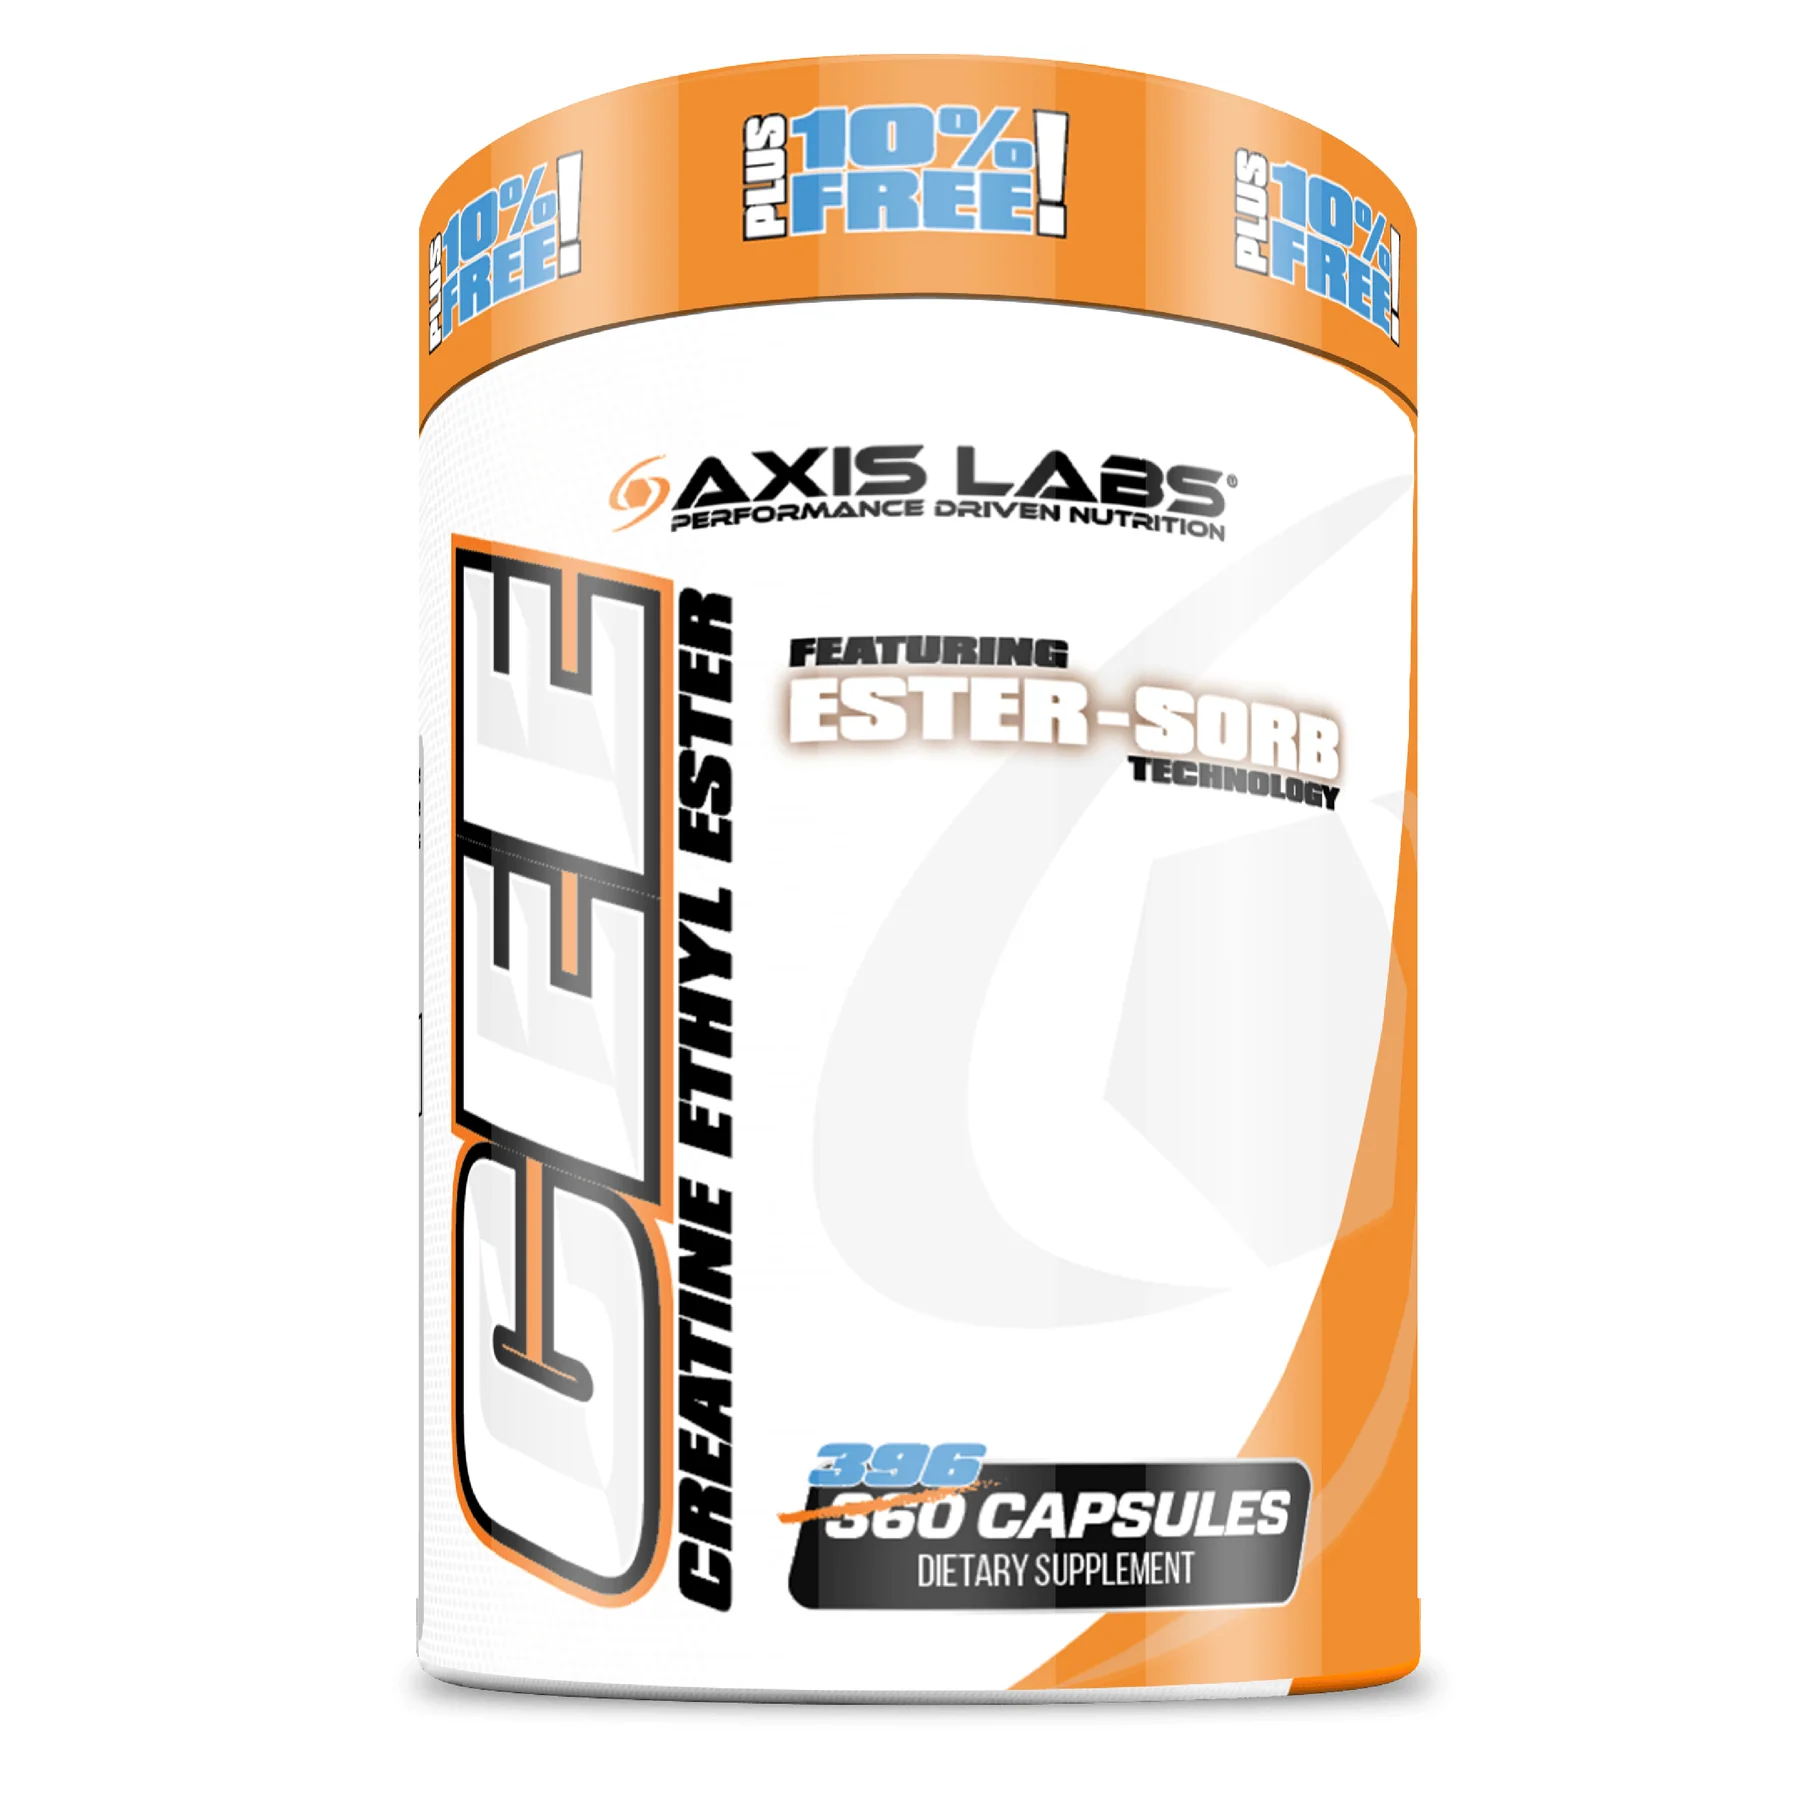 PLUS
10%
FREE!
PLUS
10%
FREE!
PLUS
10%
FREE!
AXIS LABS®
PERFORMANCE DRIVEN NUTRITION
CEE
CREATINE ETHYL ESTER
FEATURING
ESTER-SORB
TECHNOLOGY
396
360 CAPSULES
DIETARY SUPPLEMENT